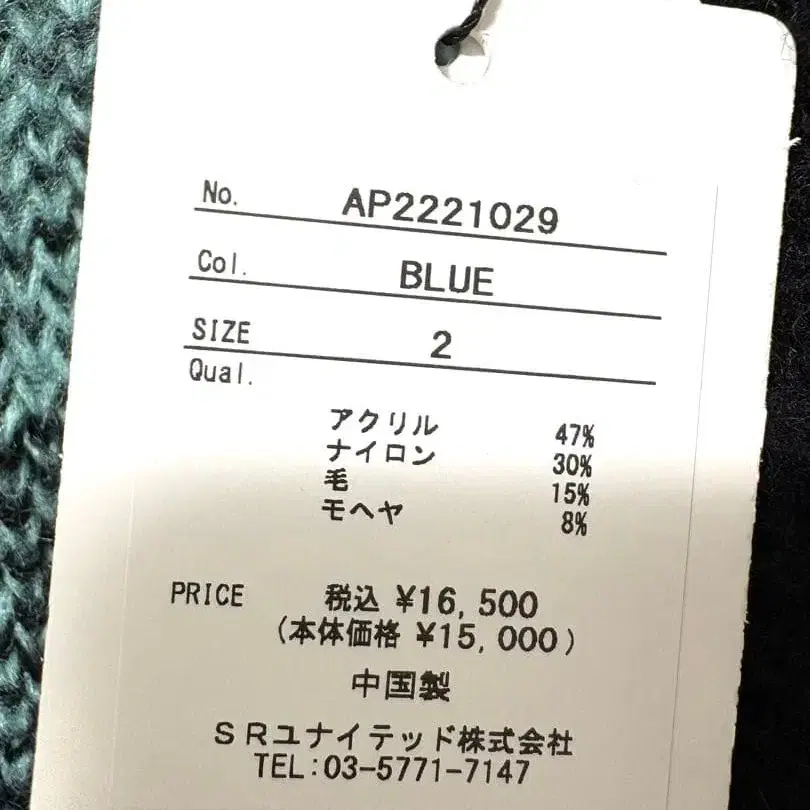 No. AP2221029
Col. BLUE
SIZE 2
Qual.
アクリル 47%
ナイロン 30%
毛 15%
モヘヤ 8%
PRICE 税込 ¥16,500
(本体価格 ¥15,000)
中国製
SRユナイテッド株式会社
TEL:03-5771-7147